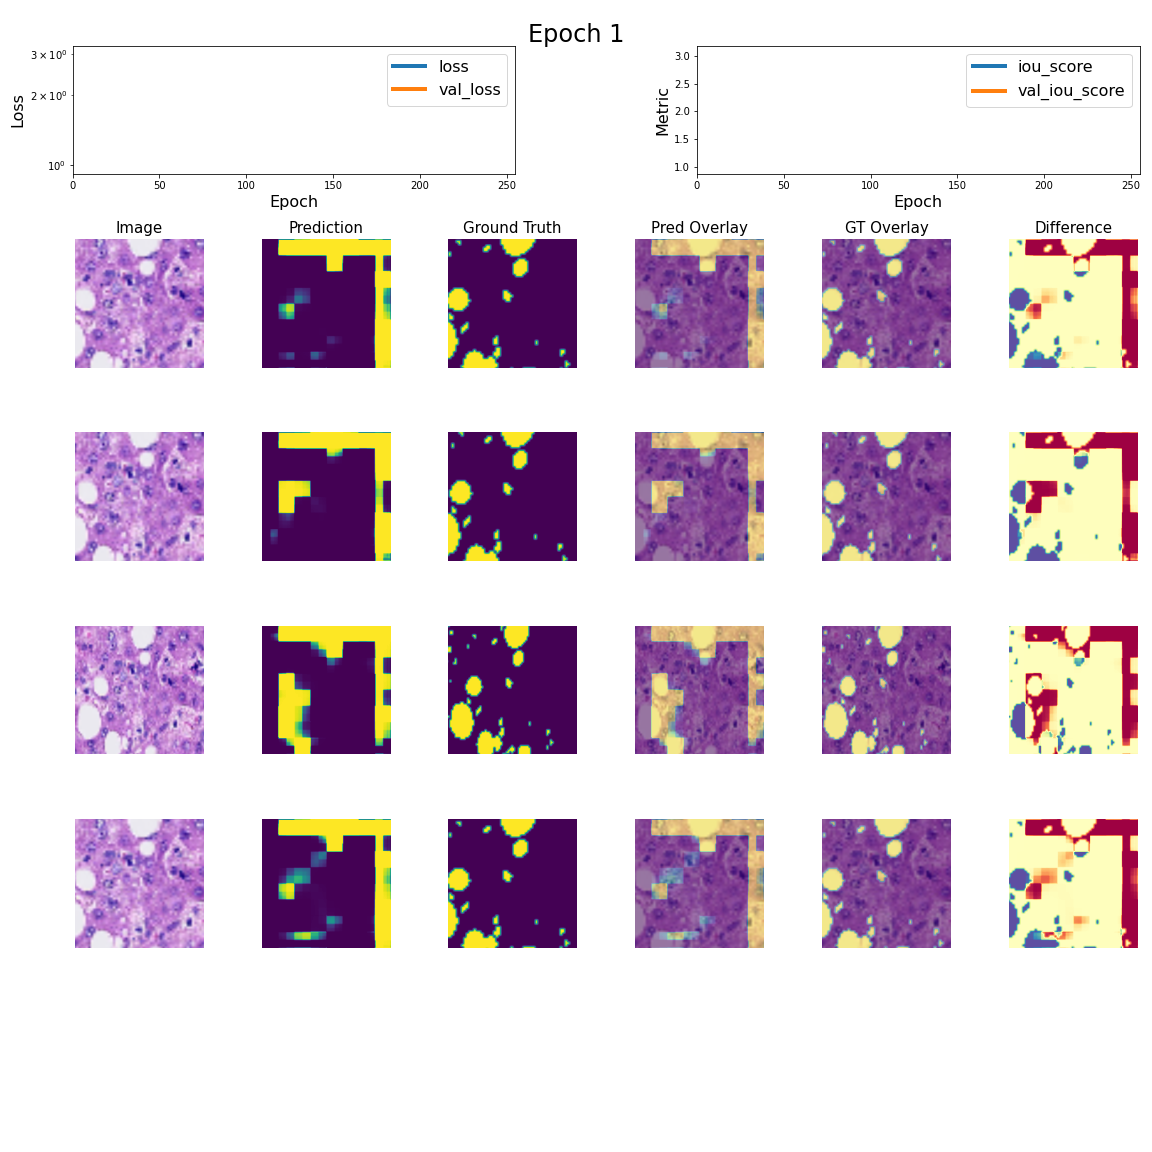 Epoch 1
3 × 10⁰
2 × 10⁰
10⁰
Loss
loss
val_loss
0 50 100 150 200 250
Epoch
3.0
2.5
2.0
1.5
1.0
Metric
iou_score
val_iou_score
0 50 100 150 200 250
Epoch
Image Prediction Ground Truth Pred Overlay GT Overlay Difference